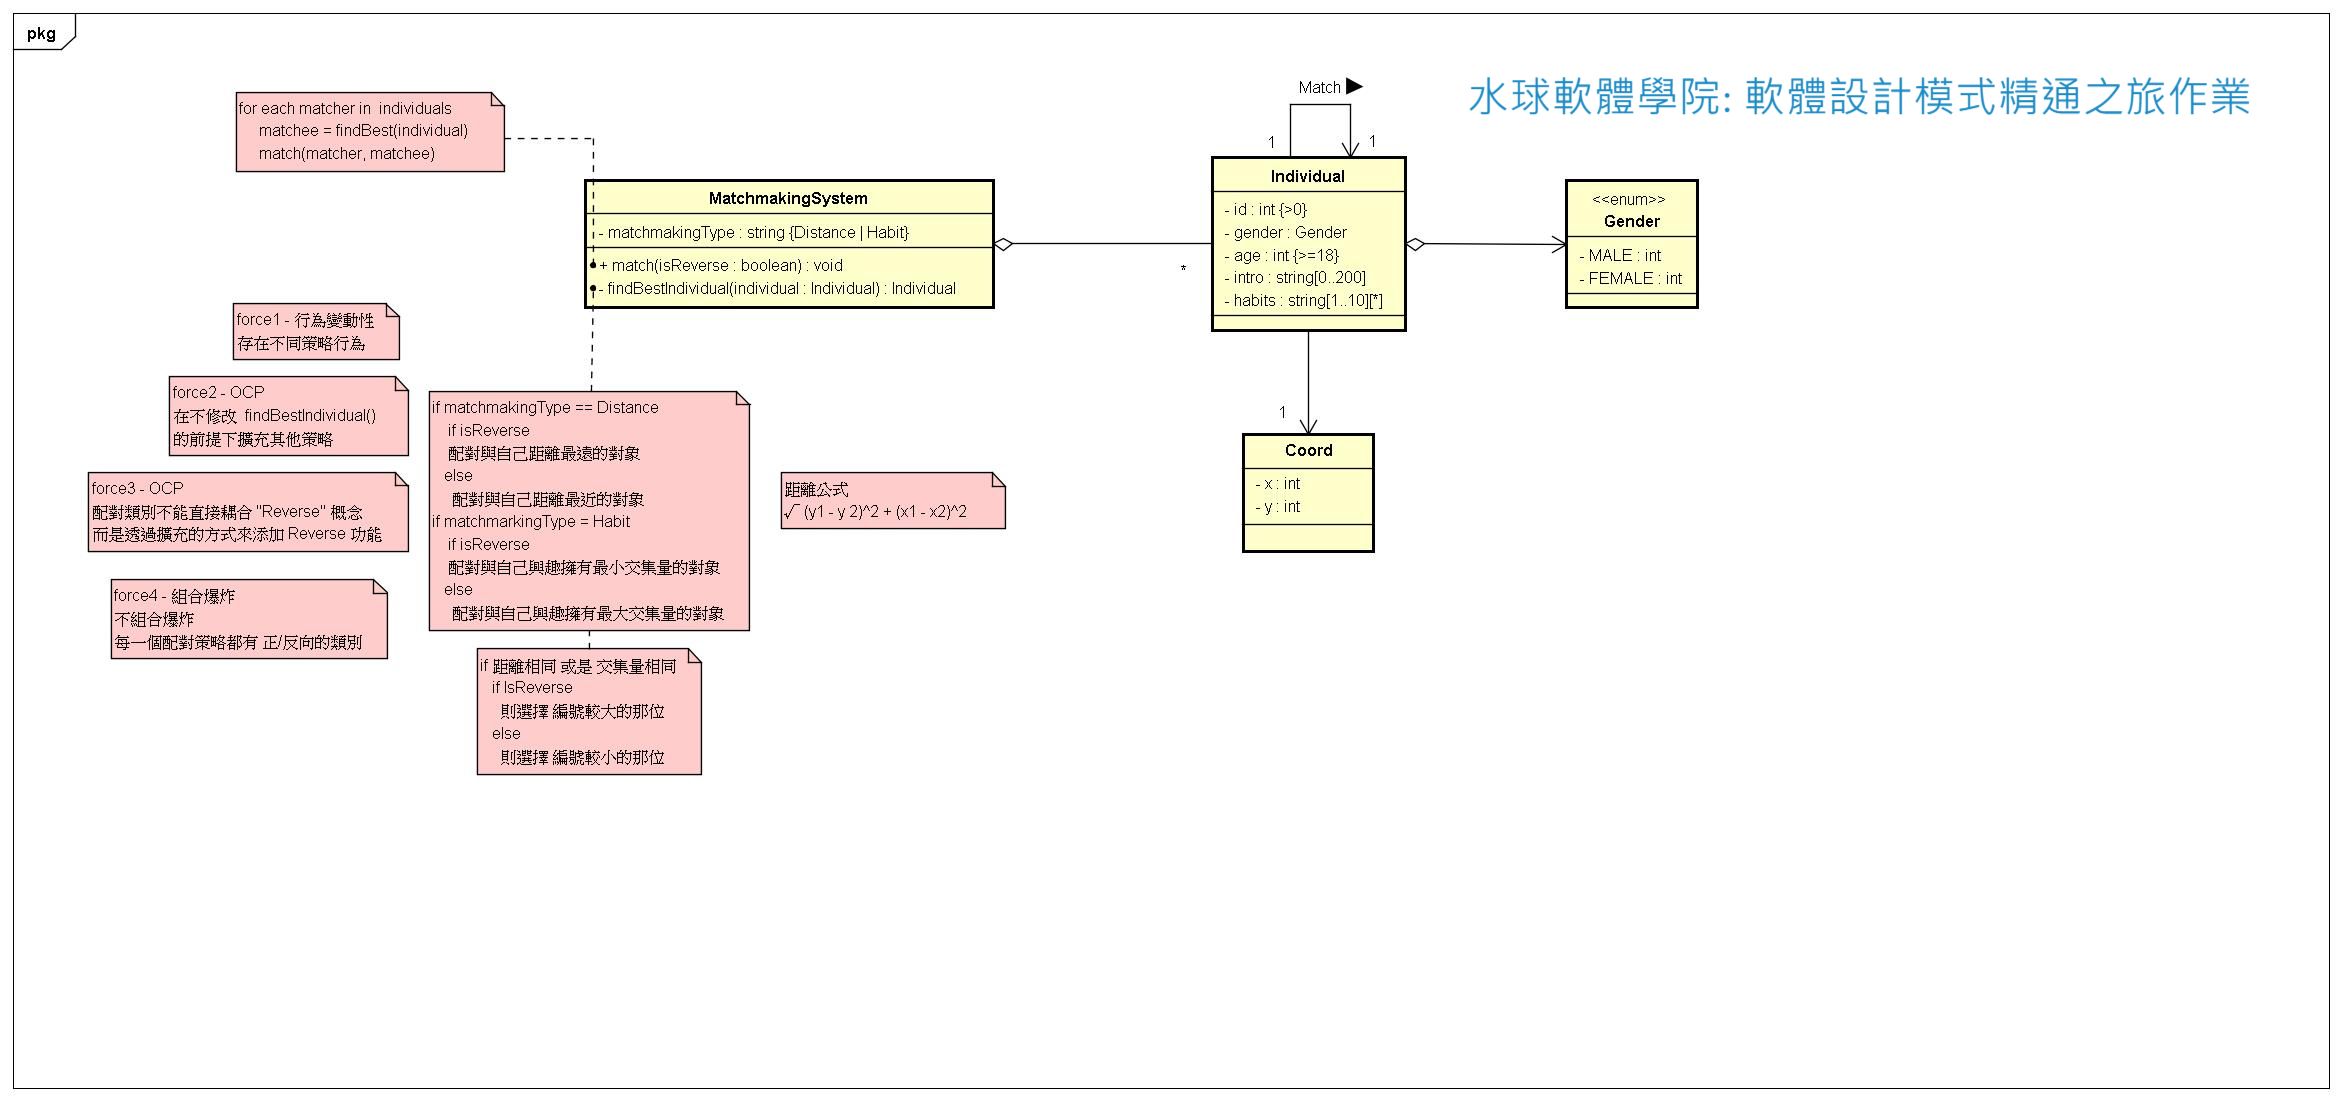 pkg
水球軟體學院: 軟體設計模式精通之旅作業
for each matcher in individuals
matchee = findBest(individual)
match(matcher, matchee)
MatchmakingSystem
- matchmakingType : string {Distance | Habit}
+ match(isReverse : boolean) : void
- findBestIndividual(individual : Individual) : Individual
*
Match
1
1
Individual
- id : int {>0}
- gender : Gender
- age : int {>=18}
- intro : string[0..200]
- habits : string[1..10][*]
<<enum>>
Gender
- MALE : int
- FEMALE : int
1
Coord
- x : int
- y : int
force1 - 行為變動性
存在不同策略行為
force2 - OCP
在不修改 findBestIndividual()
的前提下擴充其他策略
force3 - OCP
配對類別不能直接耦合 "Reverse" 概念
而是透過擴充的方式來添加 Reverse 功能
force4 - 組合爆炸
不組合爆炸
每一個配對策略都有 正/反向的類別
if matchmakingType == Distance
if isReverse
配對與自己距離最遠的對象
else
配對與自己距離最近的對象
if matchmarkingType = Habit
if isReverse
配對與自己興趣擁有最小交集量的對象
else
配對與自己興趣擁有最大交集量的對象
距離公式
√ (y1 - y 2)^2 + (x1 - x2)^2
if 距離相同 或是 交集量相同
if IsReverse
則選擇 編號較大的那位
else
則選擇 編號較小的那位